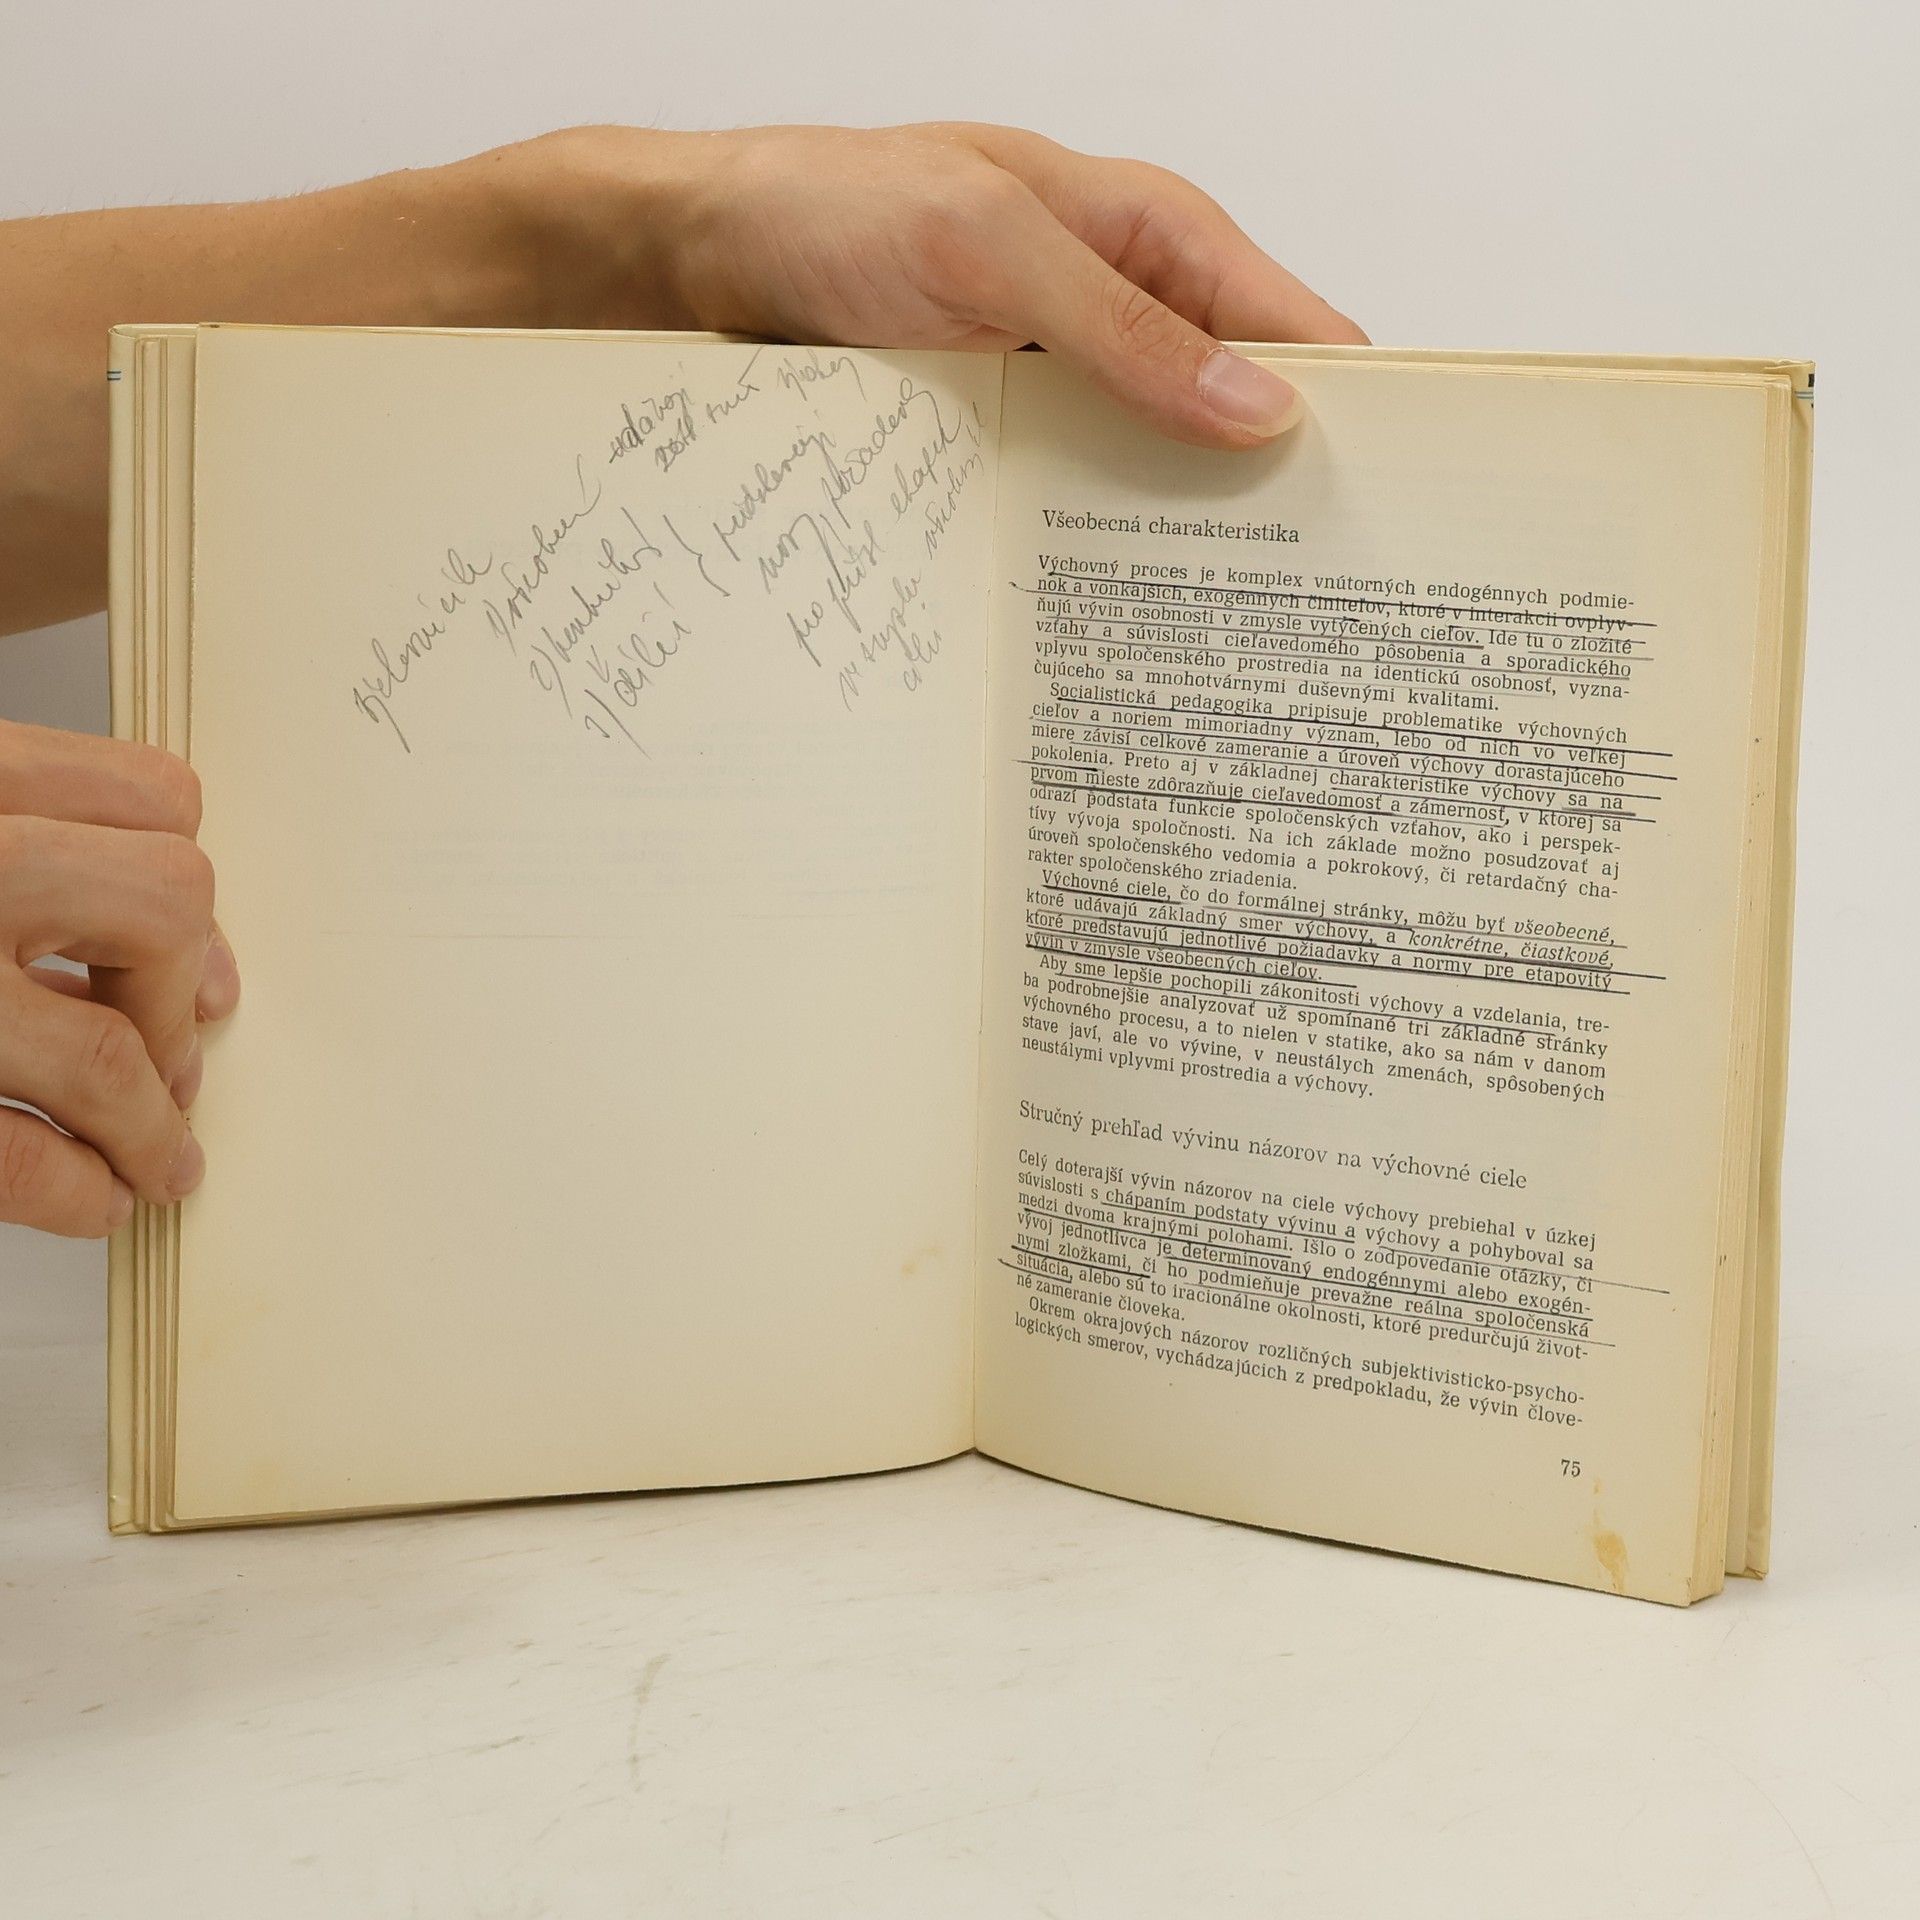 všeobecné
konkrétní
dílčí
Všeobecná charakteristika
Výchovný proces je komplex vnútorných endogénnych podmie-
nok a vonkajších, exogénnych činiteľov, ktoré v interakcii ovplyv-
ňujú vývin osobnosti v zmysle vytýčených cieľov. Ide tu o zložité
vzťahy a súvislosti cieľavedomého pôsobenia a sporadického
vplyvu spoločenského prostredia na identickú osobnosť, vyzna-
čujúceho sa mnohotvárnymi duševnými kvalitami.
Socialistická pedagogika pripisuje problematike výchovných
cieľov a noriem mimoriadny význam, lebo od nich vo veľkej
miere závisí celkové zameranie a úroveň výchovy dorastajúceho
pokolenia. Preto aj v základnej charakteristike výchovy sa na
prvom mieste zdôrazňuje cieľavedomosť a zámernosť, v ktorej sa
odrazí podstata funkcie spoločenských vzťahov, ako i perspek-
tívy vývoja spoločnosti. Na ich základe možno posudzovať aj
úroveň spoločenského vedomia a pokrokový, či retardačný cha-
rakter spoločenského zriadenia.
Výchovné ciele, čo do formálnej stránky, môžu byť všeobecné,
ktoré udávajú základný smer výchovy, a konkrétne, čiastkové,
ktoré predstavujú jednotlivé požiadavky a normy pre etapovitý
vývin v zmysle všeobecných cieľov.
Aby sme lepšie pochopili zákonitosti výchovy a vzdelania, tre-
ba podrobnejšie analyzovať už spomínané tri základné stránky
výchovného procesu, a to nielen v statike, ako sa nám v danom
stave javí, ale vo vývine, v neustálych zmenách, spôsobených
neustálymi vplyvmi prostredia a výchovy.
Stručný prehľad vývinu názorov na výchovné ciele
Celý doterajší vývin názorov na ciele výchovy prebiehal v úzkej
súvislosti s chápaním podstaty vývinu a výchovy a pohyboval sa
medzi dvoma krajnými polohami. Išlo o zodpovedanie otázky, či
vývoj jednotlivca je determinovaný endogénnymi alebo exogén-
nymi zložkami, či ho podmieňuje prevažne reálna spoločenská
situácia, alebo sú to iracionálne okolnosti, ktoré predurčujú život-
né zameranie človeka.
Okrem okrajových názorov rozličných subjektivisticko-psycho-
logických smerov, vychádzajúcich z predpokladu, že vývin člove-
75